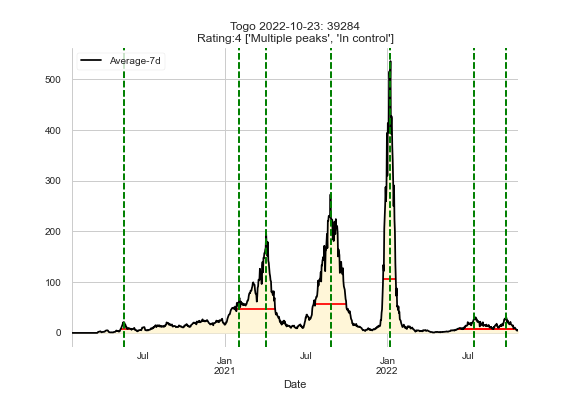 Togo 2022-10-23: 39284
Rating:4 ['Multiple peaks', 'In control']
Average-7d
500
400
300
200
100
0
Jul
Jan
2021
Jul
Jan
2022
Jul
Date